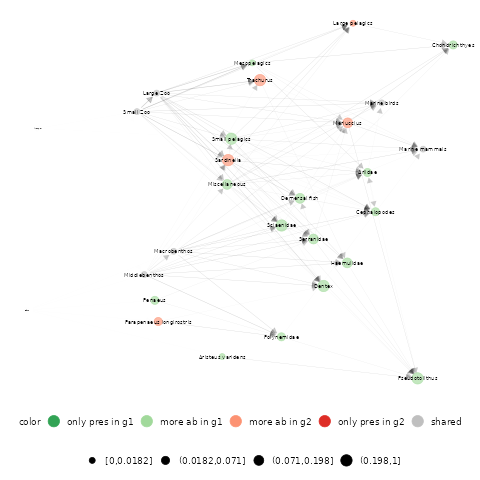 Large pelagics
Chondrichthyes
Mesopelagics
Trachurus
Large Zoo
Marine birds
Small Zoo
Merluccius
Small pelagics
Marine mammals
Sardinella
Ariidae
Miscellaneous
Demersal fish
Cephalopodes
Sciaenidae
Serranidae
Macrobenthos
Haemulidae
Middlebenthos
Dentex
Penaeus
Parapenaeus longirostris
Polynemidae
Aristeus varidens
Pseudotolithus
color only pres in g1 more ab in g1 more ab in g2 only pres in g2 shared
[0,0.0182] (0.0182,0.071] (0.071,0.198] (0.198,1]